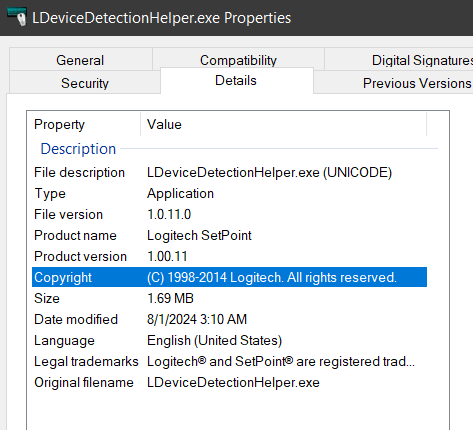 LDeviceDetectionHelper.exe Properties
General Compatibility Digital Signatures
Security Details Previous Versions
Property Value
Description
File description LDeviceDetectionHelper.exe (UNICODE)
Type Application
File version 1.0.11.0
Product name Logitech SetPoint
Product version 1.00.11
Copyright (C) 1998-2014 Logitech. All rights reserved.
Size 1.69 MB
Date modified 8/1/2024 3:10 AM
Language English (United States)
Legal trademarks Logitech® and SetPoint® are registered trad...
Original filename LDeviceDetectionHelper.exe